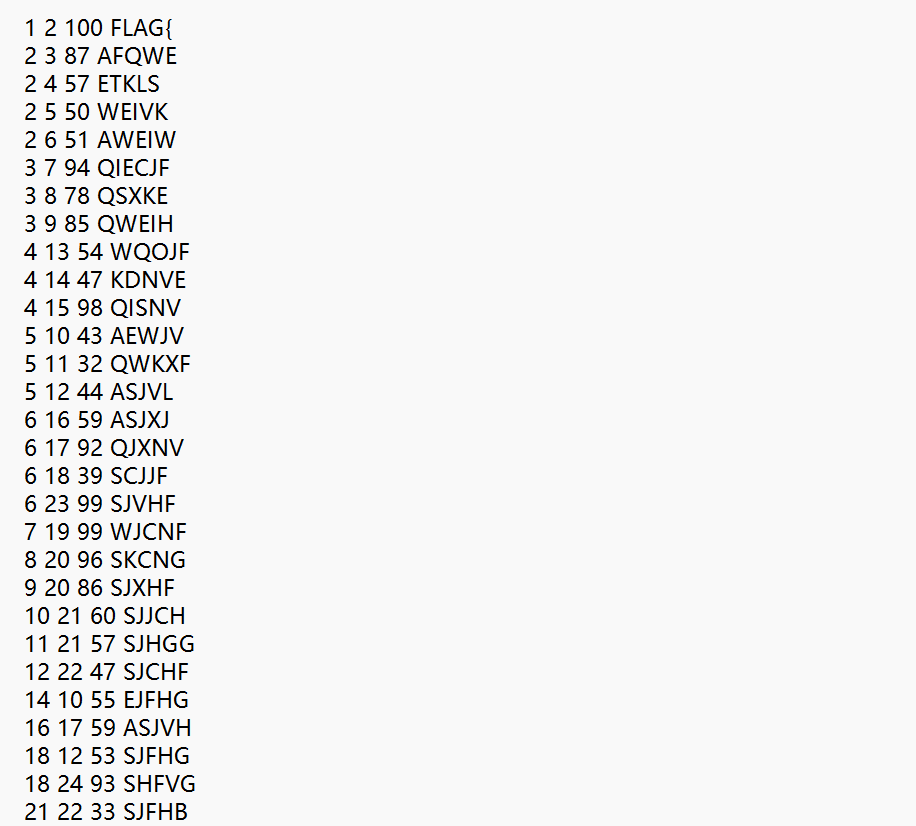 1 2 100 FLAG{
2 3 87 AFQWE
2 4 57 ETKLS
2 5 50 WEIVK
2 6 51 AWEIW
3 7 94 QIECJF
3 8 78 QSXKE
3 9 85 QWEIH
4 13 54 WQOJF
4 14 47 KDNVE
4 15 98 QISNV
5 10 43 AEWJV
5 11 32 QWKXF
5 12 44 ASJVL
6 16 59 ASJXJ
6 17 92 QJXNV
6 18 39 SCJJF
6 23 99 SJVHF
7 19 99 WJCNF
8 20 96 SKCNG
9 20 86 SJXHF
10 21 60 SJJCH
11 21 57 SJHGG
12 22 47 SJCHF
14 10 55 EJFHG
16 17 59 ASJVH
18 12 53 SJFHG
18 24 93 SHFVG
21 22 33 SJFHB